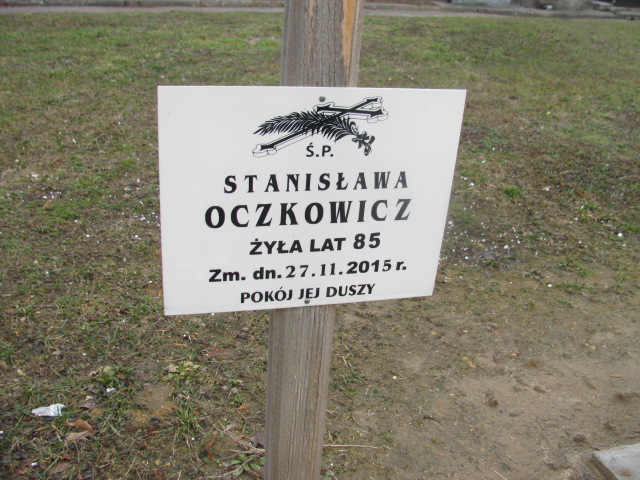 Ś.P.
STANISŁAWA
OCZKOWICZ
ŻYŁA LAT 85
Zm. dn. 27.11.2015 r.
POKÓJ JEJ DUSZY